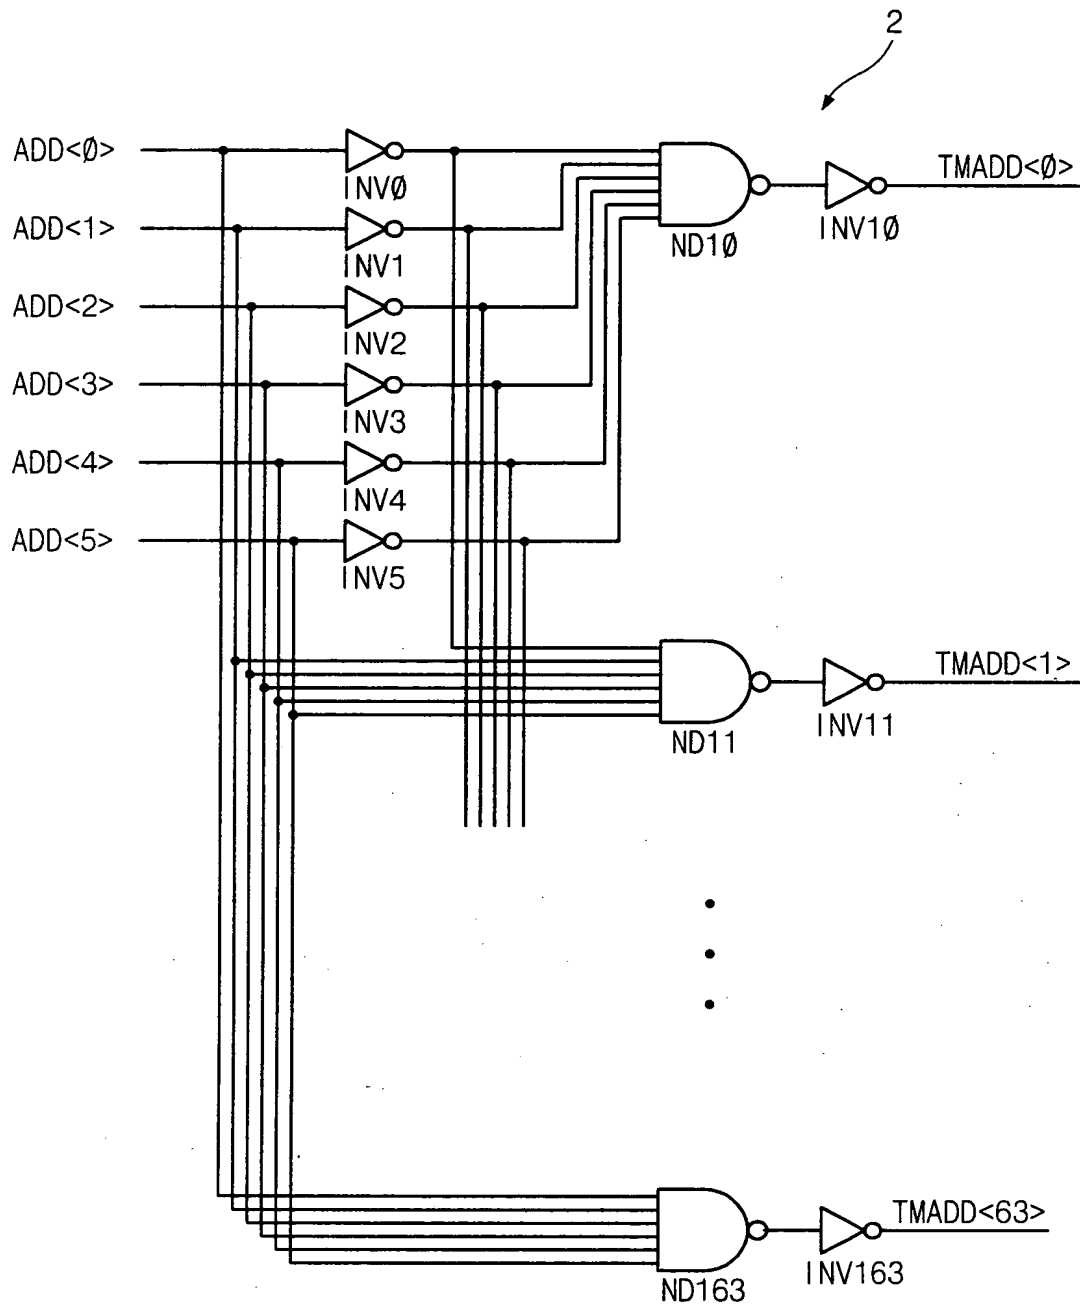 2
ADD<Ø>
INVØ
ND1Ø
INV1Ø
TMADD<Ø>
ADD<1>
INV1
ADD<2>
INV2
ADD<3>
INV3
ADD<4>
INV4
ADD<5>
INV5
ND11
INV11
TMADD<1>
ND163
INV163
TMADD<63>